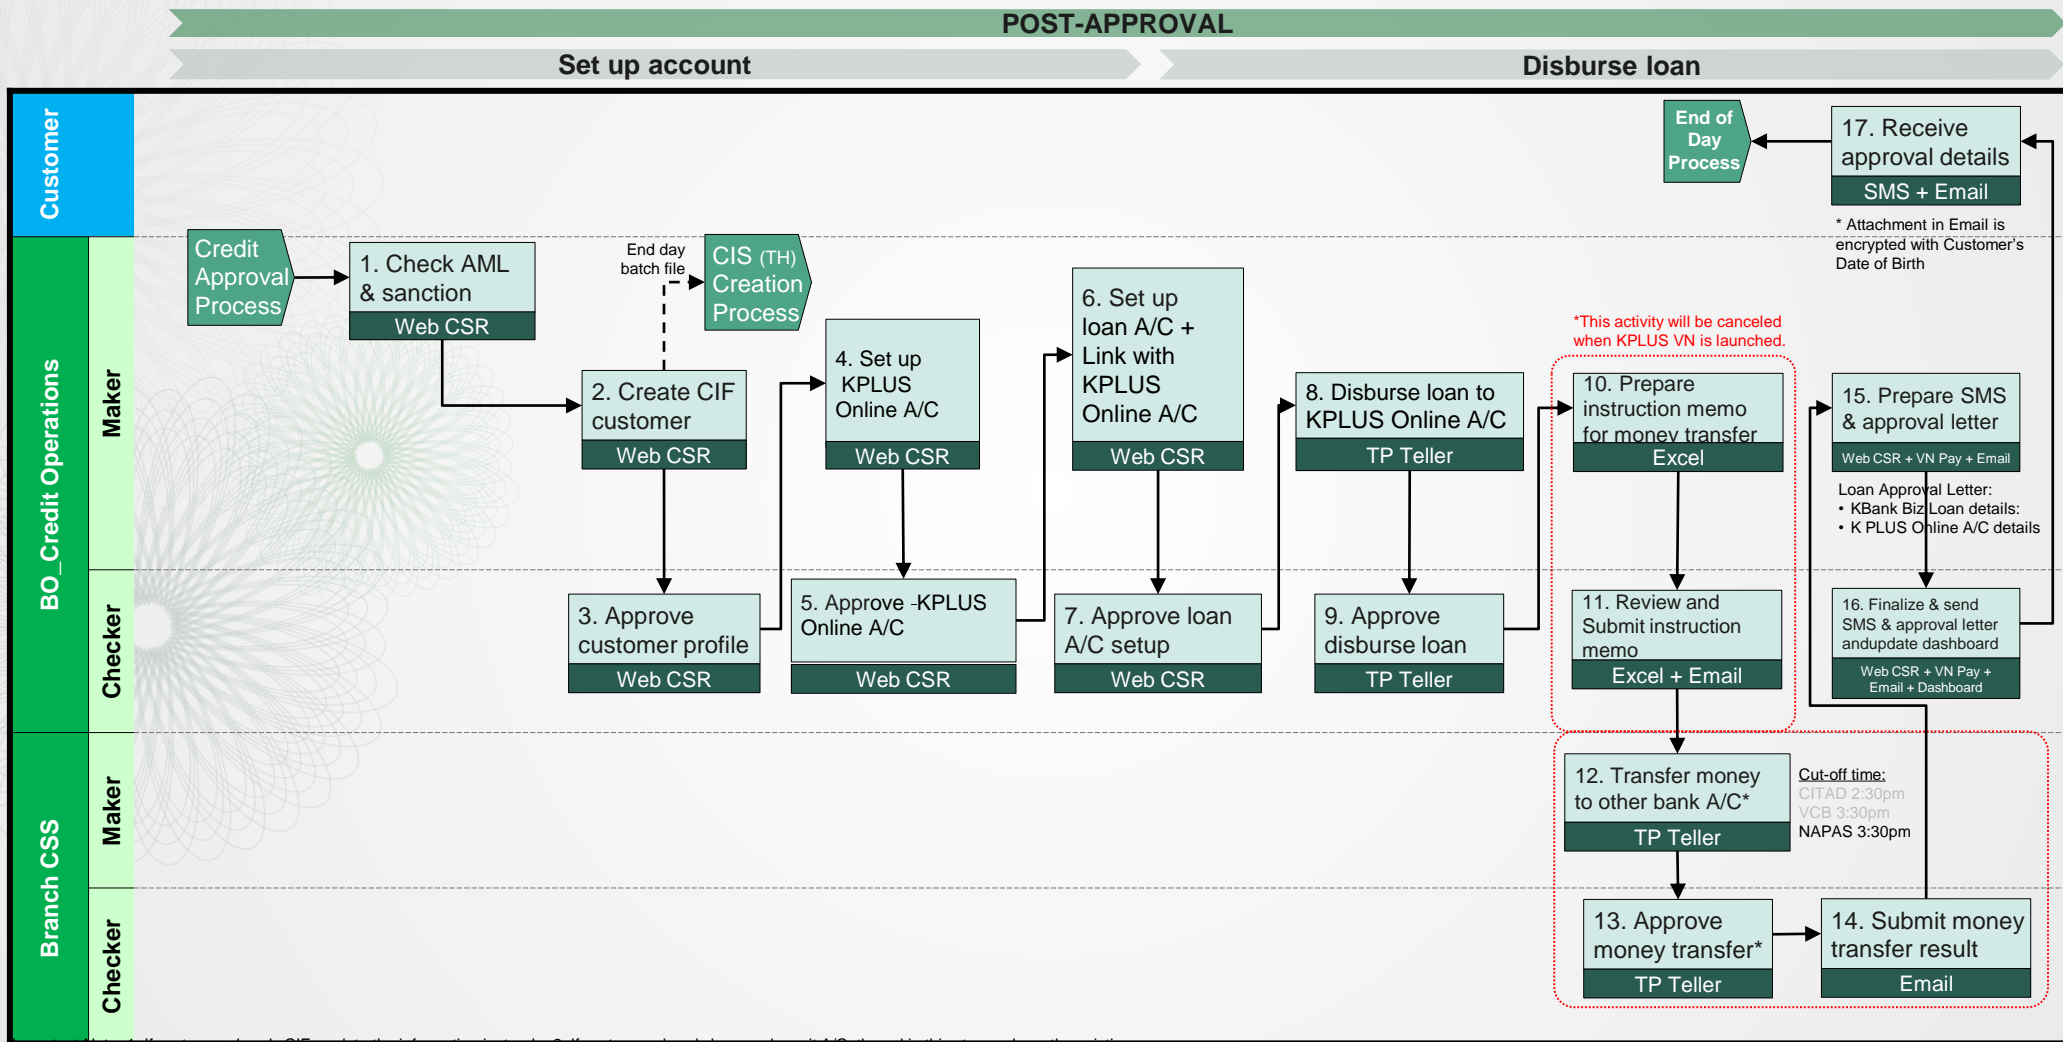 POST-APPROVAL
Set up account
Disburse loan
Customer
BO_Credit Operations
Maker
Checker
Branch CSS
Maker
Checker
Credit
Approval
Process
1. Check AML
& sanction
Web CSR
End day
batch file
CIS (TH)
Creation
Process
2. Create CIF
customer
Web CSR
3. Approve
customer profile
Web CSR
4. Set up
KPLUS
Online A/C
Web CSR
5. Approve -KPLUS
Online A/C
Web CSR
6. Set up
loan A/C +
Link with
KPLUS
Online A/C
Web CSR
7. Approve loan
A/C setup
Web CSR
8. Disburse loan to
KPLUS Online A/C
TP Teller
9. Approve
disburse loan
TP Teller
*This activity will be canceled
when KPLUS VN is launched.
10. Prepare
instruction memo
for money transfer
Excel
11. Review and
Submit instruction
memo
Excel + Email
12. Transfer money
to other bank A/C*
TP Teller
Cut-off time:
CITAD 2:30pm
VCB 3:30pm
NAPAS 3:30pm
13. Approve
money transfer*
TP Teller
14. Submit money
transfer result
Email
15. Prepare SMS
& approval letter
Web CSR + VN Pay + Email
Loan Approval Letter:
• KBank Biz Loan details:
• K PLUS Online A/C details
16. Finalize & send
SMS & approval letter
andupdate dashboard
Web CSR + VN Pay +
Email + Dashboard
17. Receive
approval details
SMS + Email
* Attachment in Email is
encrypted with Customer's
Date of Birth
End of
Day
Process